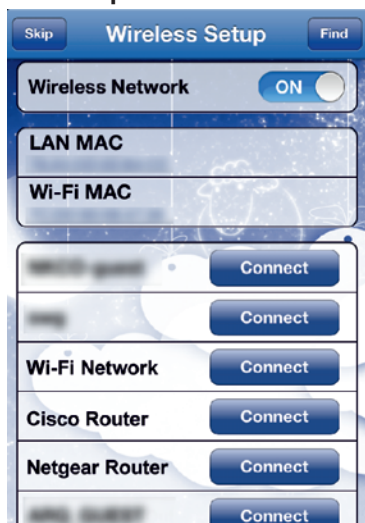 Skip Wireless Setup Find
Wireless Network ON
LAN MAC
Wi-Fi MAC
Connect
Connect
Wi-Fi Network Connect
Cisco Router Connect
Netgear Router Connect
Connect